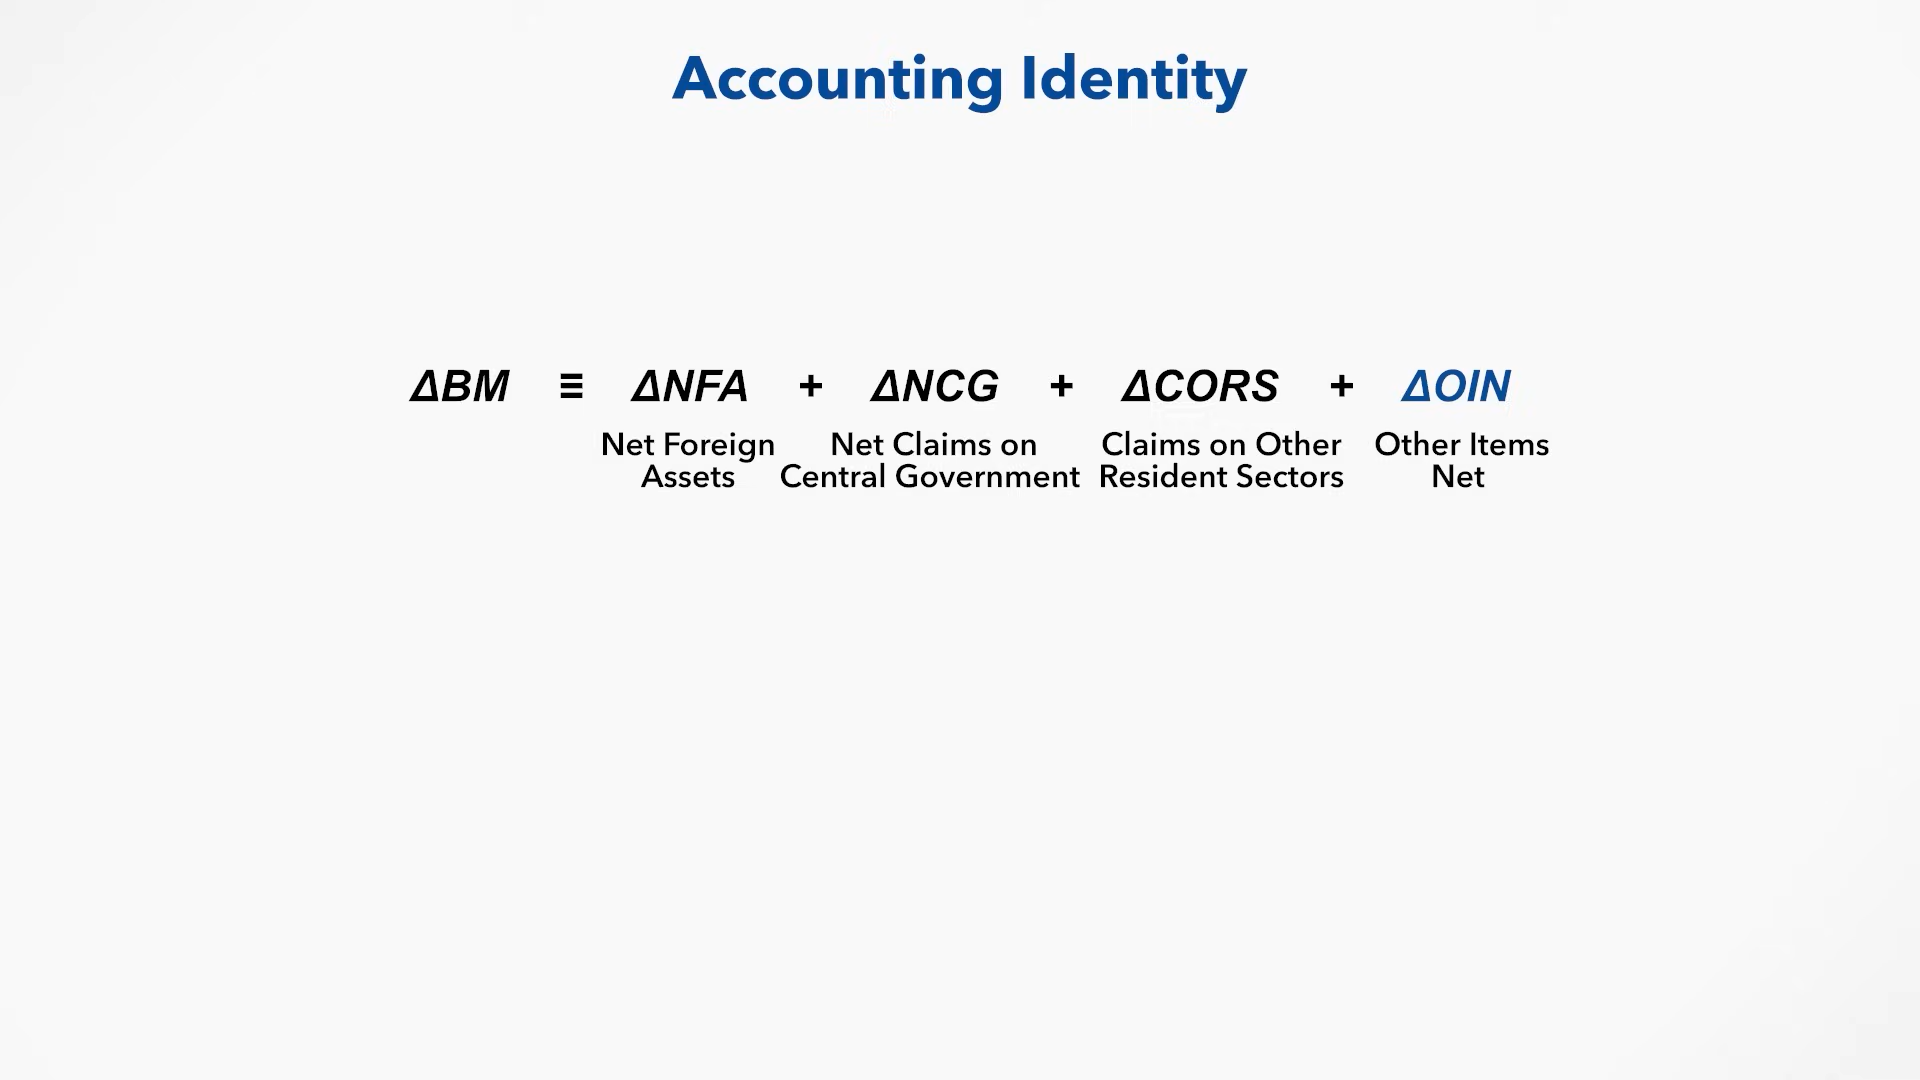 Accounting Identity
ΔBM ≡ ΔNFA + ΔNCG + ΔCORS + ΔOIN
Net Foreign Assets
Net Claims on Central Government
Claims on Other Resident Sectors
Other Items Net